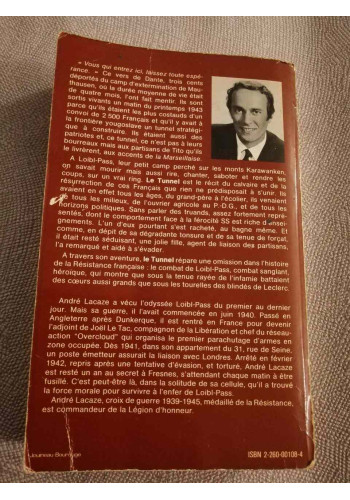 « Vous qui entrez ici, laissez toute espé-
rance. » Ce vers de Dante, trois cents
déportés du camp d'extermination de Mau-
thausen, où la durée moyenne de vie était
de quatre mois, l'ont fait mentir. Ils sont
sortis vivants un matin du printemps 1943
parce qu'ils étaient les plus costauds d'un
convoi de 2 500 Français et qu'il y avait à
la frontière yougoslave un tunnel stratégi-
que à construire. Ils étaient aussi des
patriotes et, ce tunnel, ce n'est pas à leurs
bourreaux mais aux partisans de Tito qu'ils
le livrèrent, aux accents de la Marseillaise.
A Loibl-Pass, leur petit camp perché sur les monts Karawanken,
on savait mourir mais aussi rire, chanter, saboter et rendre les
coups, sur un vrai ring. Le Tunnel est le récit du calvaire et de la
résurrection de ces Français que rien ne prédisposait à s'unir. Ils
avaient en effet tous les âges, du grand-père à l'écolier, ils venaient
de tous les milieux, de l'ouvrier agricole au P.-D.G., et de tous les
horizons politiques. Sans parler des truands, assez fortement repré-
sentés, dont le comportement face à la férocité SS est riche d'ensei-
gnements. L'un d'eux pourtant s'est racheté, au bagne même. Et
comme, en dépit de sa dégradante tonsure et de sa tenue de forçat,
il était resté séduisant, une jolie fille, agent de liaison des partisans,
l'a remarqué et aidé à s'évader.
A travers son aventure, le Tunnel répare une omission dans l'histoire
de la Résistance française : le combat de Loibl-Pass, combat sanglant,
héroïque, qui montre que sous la tenue rayée de l'infamie battaient
des cœurs aussi grands que sous les tourelles des blindés de Leclerc.
André Lacaze a vécu l'odyssée Loibl-Pass du premier au dernier
jour. Mais sa guerre, il l'avait commencée en juin 1940. Passé en
Angleterre après Dunkerque, il est rentré en France pour devenir
l'adjoint de Joël Le Tac, compagnon de la Libération et chef du réseau-
action "Overcloud" qui organisa le premier parachutage d'armes en
zone occupée. Dès 1941, dans son appartement du 31, rue de Seine,
un poste émetteur assurait la liaison avec Londres. Arrêté en février
1942, repris après une tentative d'évasion, et torturé, André Lacaze
est resté un an au secret à Fresnes, s'attendant chaque matin à être
fusillé. C'est peut-être là, dans la solitude de sa cellule, qu'il a trouvé
la force morale pour survivre à l'enfer de Loibl-Pass.
André Lacaze, croix de guerre 1939-1945, médaillé de la Résistance,
est commandeur de la Légion d'honneur.
ISBN 2-260-00108-4